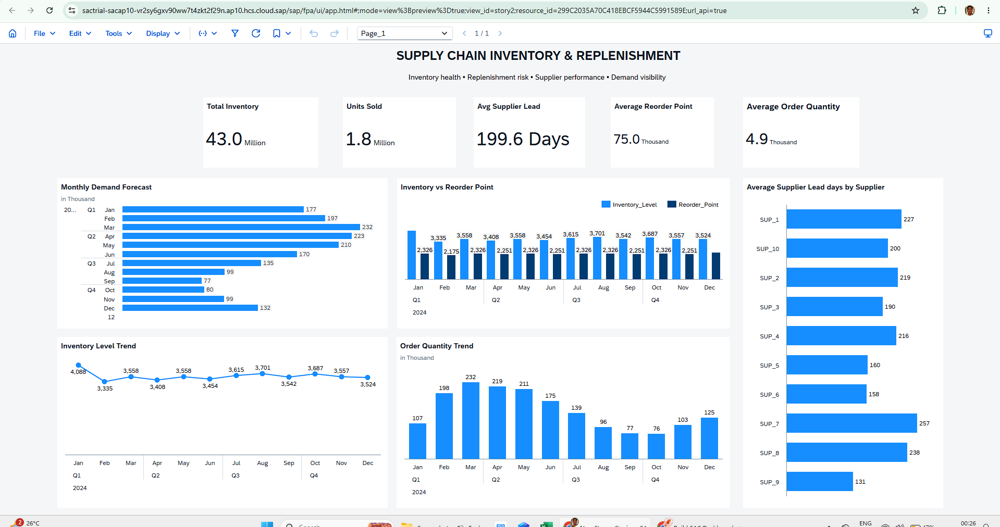 sactrial-sacap10-vr2sy6gxv90ww7t4zkt2f29n.ap10.hcs.cloud.sap/sap/fpa/ui/app.html#;mode=view%3Bpreview%3Dtrue;view_id=story2;resource_id=299C2035A70C418EBCF5944C5991589E;url_api=true
File Edit Tools Display Page_1 1 / 1
SUPPLY CHAIN INVENTORY & REPLENISHMENT
Inventory health • Replenishment risk • Supplier performance • Demand visibility
Total Inventory
43.0 Million
Units Sold
1.8 Million
Avg Supplier Lead
199.6 Days
Average Reorder Point
75.0 Thousand
Average Order Quantity
4.9 Thousand
Monthly Demand Forecast
in Thousand
20... Q1 Jan 177
Feb 197
Mar 232
Q2 Apr 223
May 210
Jun 170
Q3 Jul 135
Aug 99
Sep 77
Q4 Oct 80
Nov 99
Dec 132
12
Inventory vs Reorder Point
Inventory_Level Reorder_Point
3,335 3,558 3,408 3,558 3,454 3,615 3,701 3,542 3,687 3,557 3,524
2,326 2,175 2,326 2,251 2,326 2,251 2,326 2,326 2,251 2,326 2,251
Jan Feb Mar Apr May Jun Jul Aug Sep Oct Nov Dec
Q1 Q2 Q3 Q4
2024
Average Supplier Lead days by Supplier
SUP_1 227
SUP_10 200
SUP_2 219
SUP_3 190
SUP_4 216
SUP_5 160
SUP_6 158
SUP_7 257
SUP_8 238
SUP_9 131
Inventory Level Trend
4,088 3,335 3,558 3,408 3,558 3,454 3,615 3,701 3,542 3,687 3,557 3,524
Jan Feb Mar Apr May Jun Jul Aug Sep Oct Nov Dec
Q1 Q2 Q3 Q4
2024
Order Quantity Trend
in Thousand
107 198 232 219 211 175 139 96 77 76 103 125
Jan Feb Mar Apr May Jun Jul Aug Sep Oct Nov Dec
Q1 Q2 Q3 Q4
2024
2 26°C Search ENG 00:26